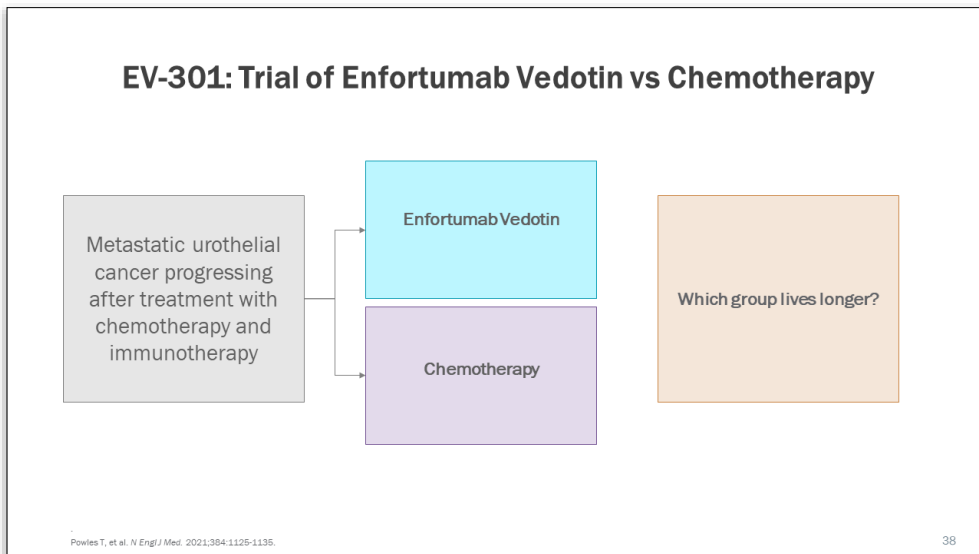 EV-301: Trial of Enfortumab Vedotin vs Chemotherapy
Metastatic urothelial
cancer progressing
after treatment with
chemotherapy and
immunotherapy
Enfortumab Vedotin
Chemotherapy
Which group lives longer?
.
Powles T, et al. N Engl J Med. 2021;384:1125-1135.
38